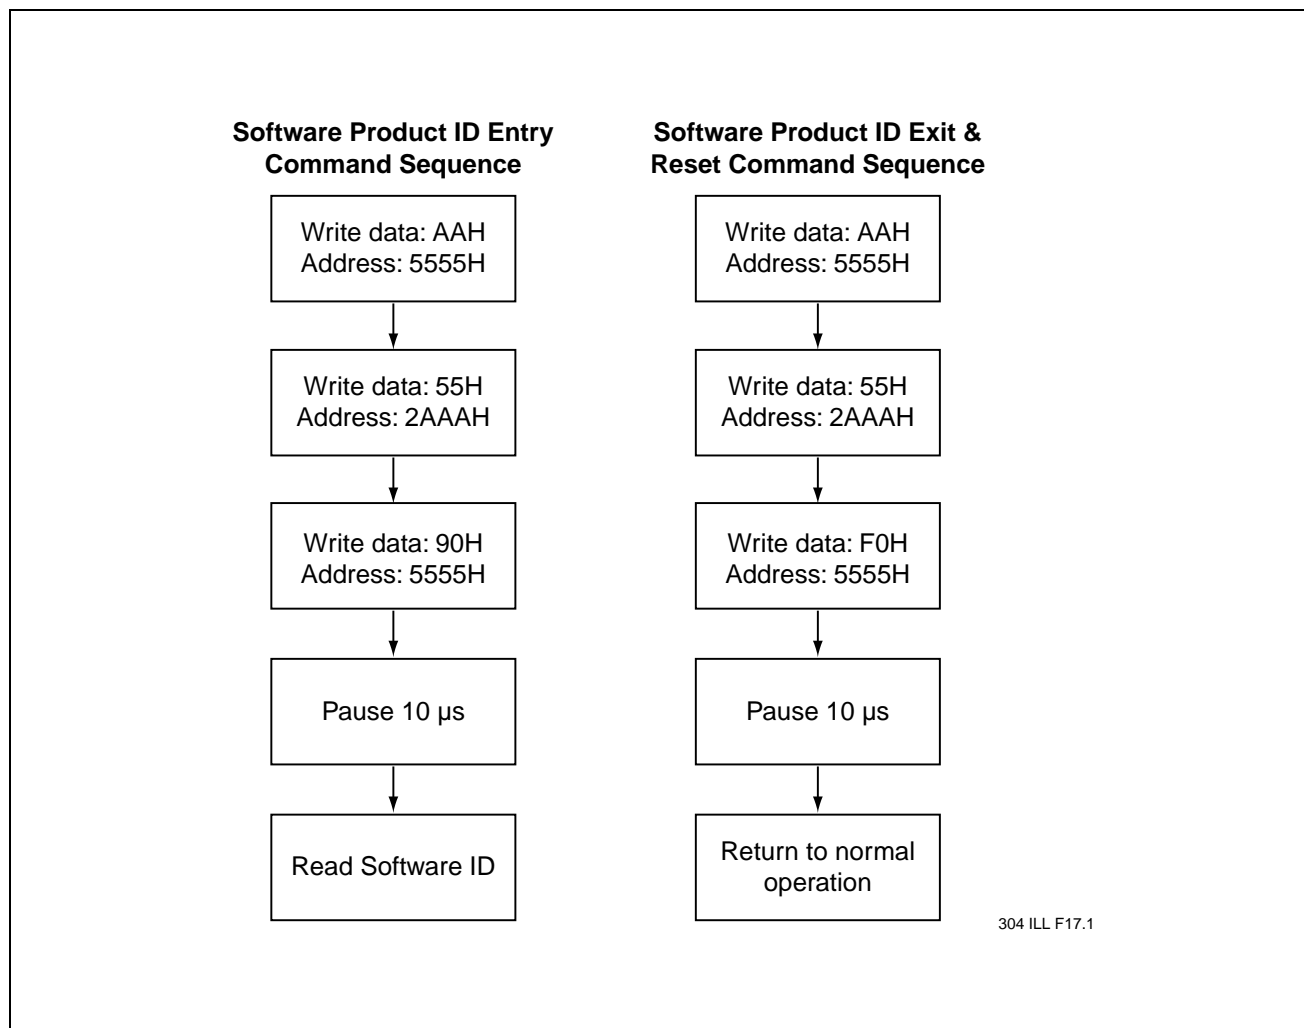 Software Product ID Entry
Command Sequence
Write data: AAH
Address: 5555H
Write data: 55H
Address: 2AAAH
Write data: 90H
Address: 5555H
Pause 10 µs
Read Software ID
Software Product ID Exit &
Reset Command Sequence
Write data: AAH
Address: 5555H
Write data: 55H
Address: 2AAAH
Write data: F0H
Address: 5555H
Pause 10 µs
Return to normal
operation
304 ILL F17.1